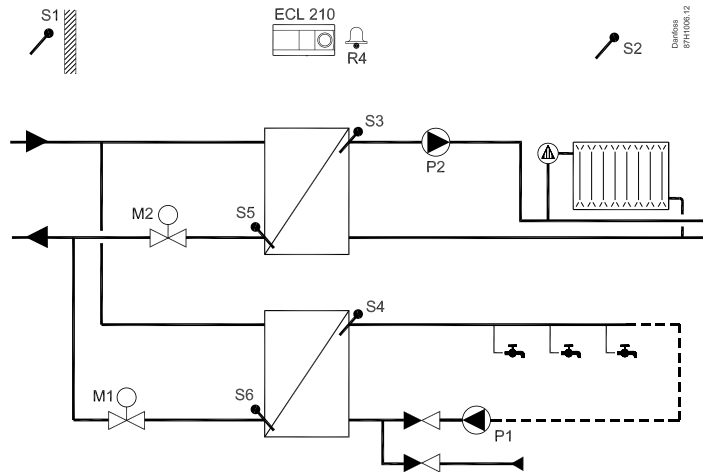 S1
ECL 210
R4
S2
Danfoss
87H1006.12
S3
P2
M2
S5
S4
M1
S6
P1